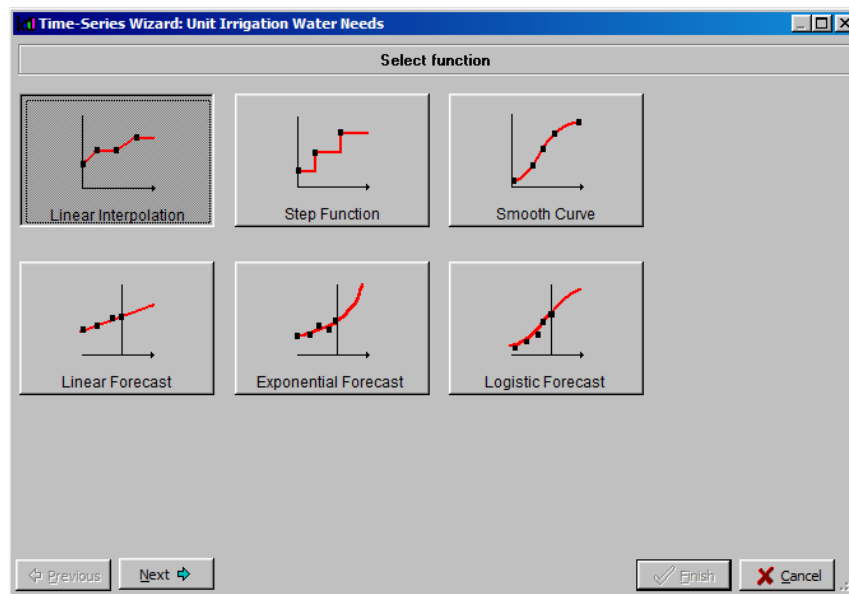 Time-Series Wizard: Unit Irrigation Water Needs
Select function
Linear Interpolation
Step Function
Smooth Curve
Linear Forecast
Exponential Forecast
Logistic Forecast
Previous
Next
Finish
Cancel